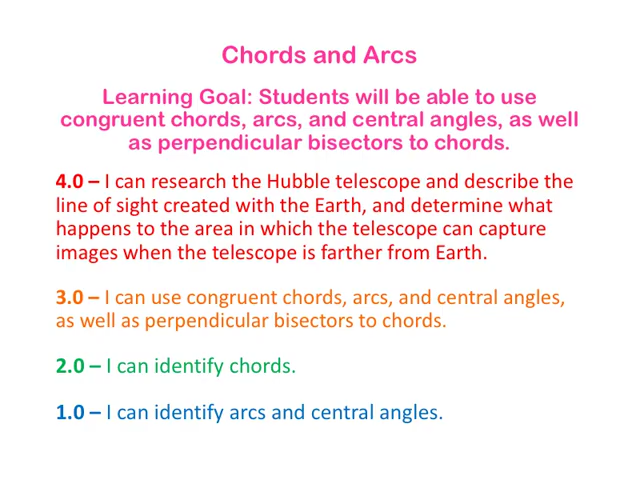 Chords and Arcs
Learning Goal: Students will be able to use
congruent chords, arcs, and central angles, as well
as perpendicular bisectors to chords.
4.0 – I can research the Hubble telescope and describe the
line of sight created with the Earth, and determine what
happens to the area in which the telescope can capture
images when the telescope is farther from Earth.
3.0 – I can use congruent chords, arcs, and central angles,
as well as perpendicular bisectors to chords.
2.0 – I can identify chords.
1.0 – I can identify arcs and central angles.